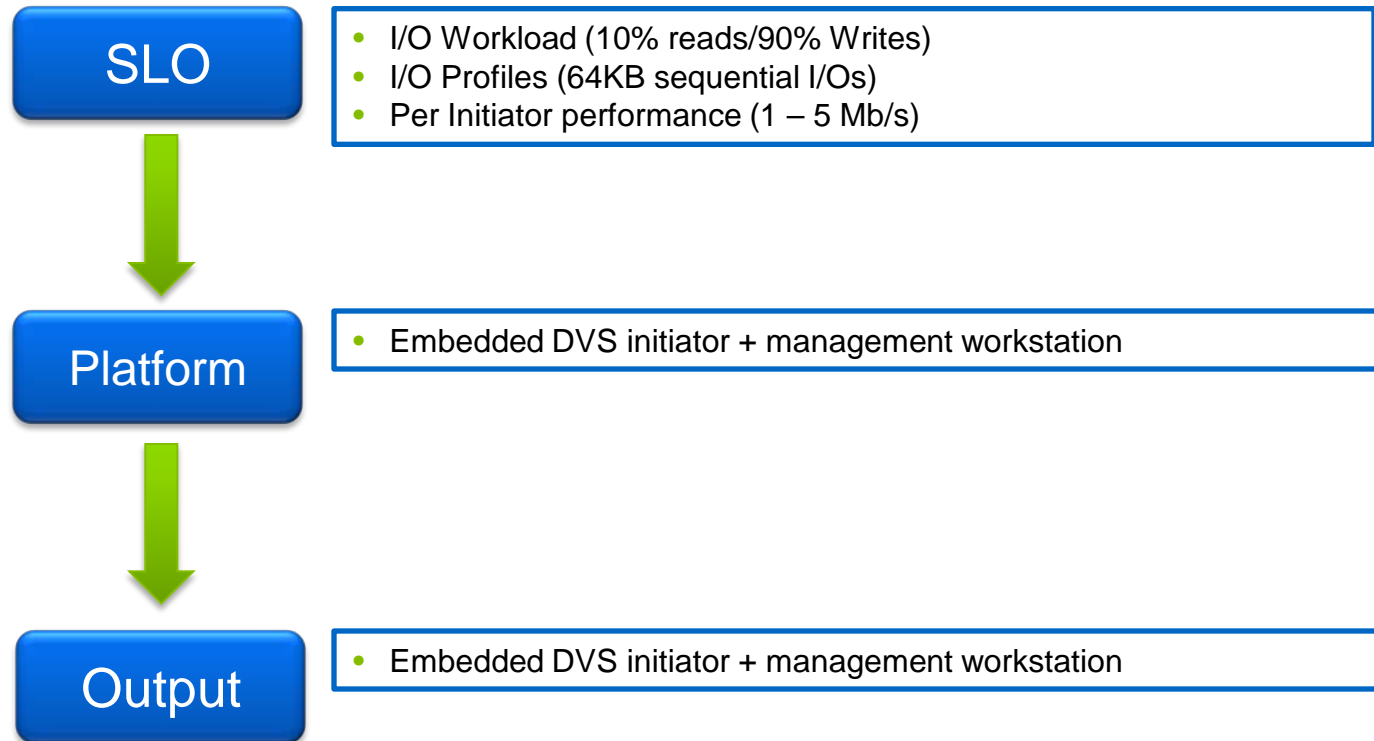 SLO
• I/O Workload (10% reads/90% Writes)
• I/O Profiles (64KB sequential I/Os)
• Per Initiator performance (1 – 5 Mb/s)
Platform
• Embedded DVS initiator + management workstation
Output
• Embedded DVS initiator + management workstation